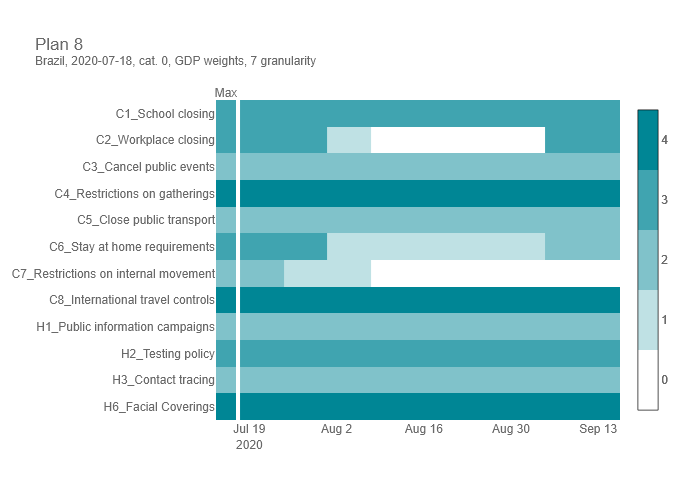 Plan 8
Brazil, 2020-07-18, cat. 0, GDP weights, 7 granularity
Max
C1_School closing
C2_Workplace closing
C3_Cancel public events
C4_Restrictions on gatherings
C5_Close public transport
C6_Stay at home requirements
C7_Restrictions on internal movement
C8_International travel controls
H1_Public information campaigns
H2_Testing policy
H3_Contact tracing
H6_Facial Coverings
Jul 19
2020
Aug 2
Aug 16
Aug 30
Sep 13
4
3
2
1
0